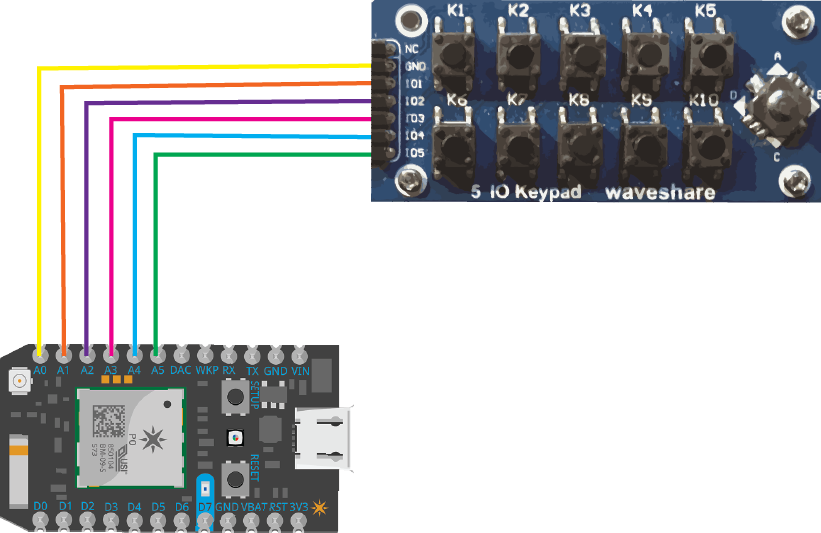 K1 K2 K3 K4 K5
NC
GND
IO1
IO2
IO3
IO4
IO5
A
B
C
D
K6 K7 K8 K9 K10
5 IO Keypad waveshare
A0 A1 A2 A3 A4 A5 DAC WKP RX TX GND VIN
SETUP
P0
RESET
D0 D1 D2 D3 D4 D5 D6 D7 GND VBAT RST 3V3